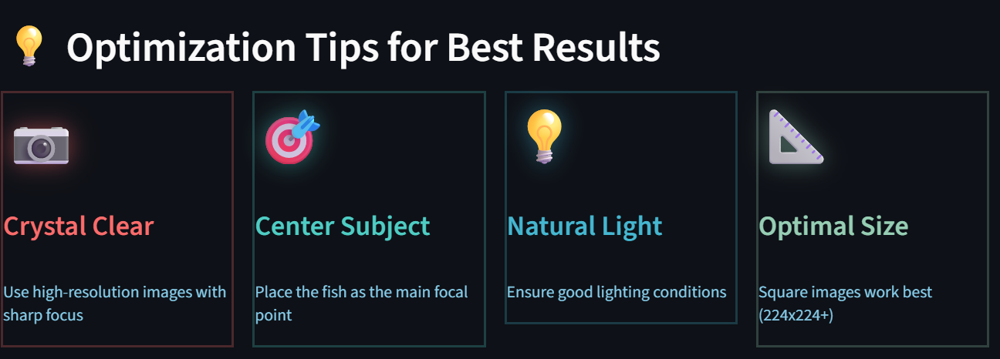 Optimization Tips for Best Results
Crystal Clear
Use high-resolution images with
sharp focus
Center Subject
Place the fish as the main focal
point
Natural Light
Ensure good lighting conditions
Optimal Size
Square images work best
(224x224+)